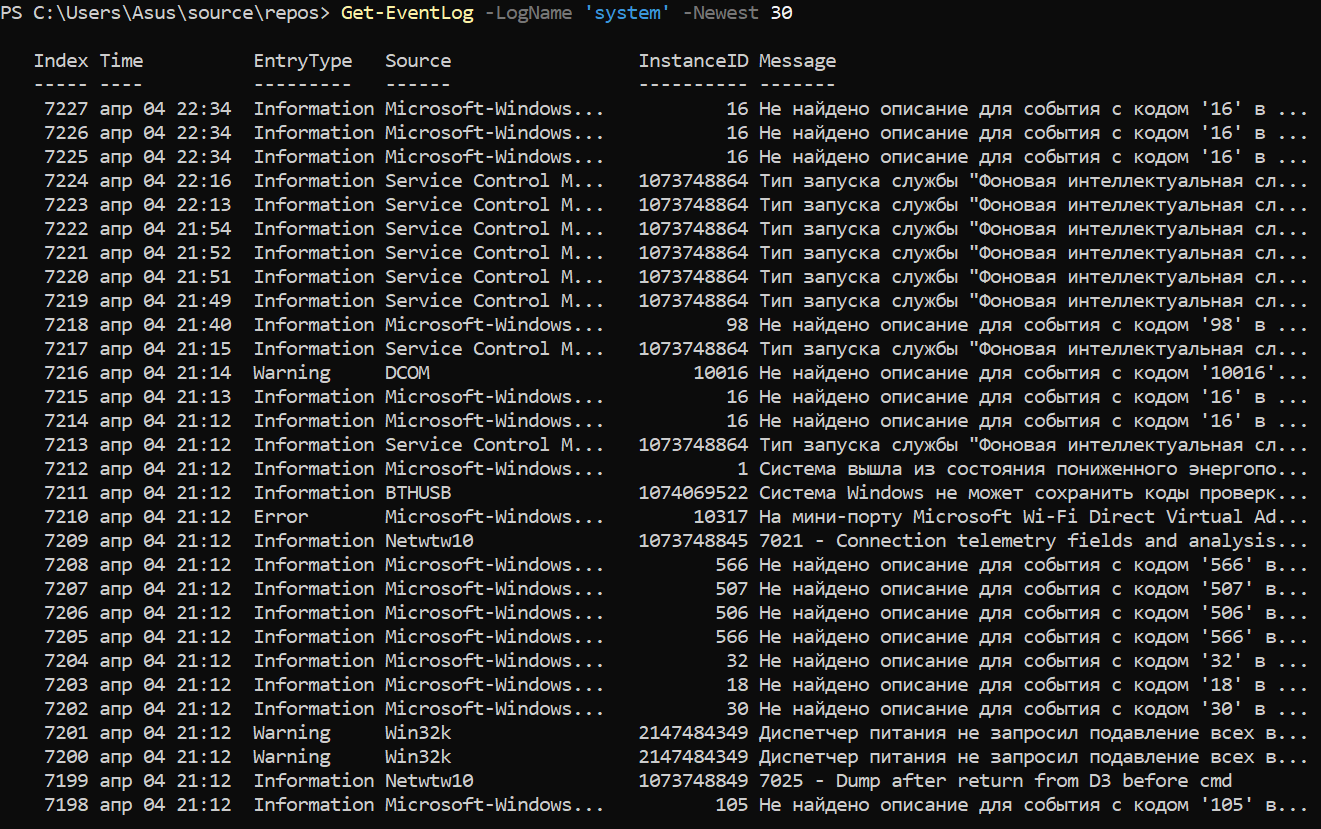 PS C:\Users\Asus\source\repos> Get-EventLog -LogName 'system' -Newest 30
Index Time EntryType Source InstanceID Message
----- ---- --------- ------ ---------- -------
7227 апр 04 22:34 Information Microsoft-Windows... 16 Не найдено описание для события с кодом '16' в ...
7226 апр 04 22:34 Information Microsoft-Windows... 16 Не найдено описание для события с кодом '16' в ...
7225 апр 04 22:34 Information Microsoft-Windows... 16 Не найдено описание для события с кодом '16' в ...
7224 апр 04 22:16 Information Service Control M... 1073748864 Тип запуска службы "Фоновая интеллектуальная сл...
7223 апр 04 22:13 Information Service Control M... 1073748864 Тип запуска службы "Фоновая интеллектуальная сл...
7222 апр 04 21:54 Information Service Control M... 1073748864 Тип запуска службы "Фоновая интеллектуальная сл...
7221 апр 04 21:52 Information Service Control M... 1073748864 Тип запуска службы "Фоновая интеллектуальная сл...
7220 апр 04 21:51 Information Service Control M... 1073748864 Тип запуска службы "Фоновая интеллектуальная сл...
7219 апр 04 21:49 Information Service Control M... 1073748864 Тип запуска службы "Фоновая интеллектуальная сл...
7218 апр 04 21:40 Information Microsoft-Windows... 98 Не найдено описание для события с кодом '98' в ...
7217 апр 04 21:15 Information Service Control M... 1073748864 Тип запуска службы "Фоновая интеллектуальная сл...
7216 апр 04 21:14 Warning DCOM 10016 Не найдено описание для события с кодом '10016'...
7215 апр 04 21:13 Information Microsoft-Windows... 16 Не найдено описание для события с кодом '16' в ...
7214 апр 04 21:12 Information Microsoft-Windows... 16 Не найдено описание для события с кодом '16' в ...
7213 апр 04 21:12 Information Service Control M... 1073748864 Тип запуска службы "Фоновая интеллектуальная сл...
7212 апр 04 21:12 Information Microsoft-Windows... 1 Система вышла из состояния пониженного энергопо...
7211 апр 04 21:12 Information BTHUSB 1074069522 Система Windows не может сохранить коды проверк...
7210 апр 04 21:12 Error Microsoft-Windows... 10317 На мини-порту Microsoft Wi-Fi Direct Virtual Ad...
7209 апр 04 21:12 Information Netwtw10 1073748845 7021 - Connection telemetry fields and analysis...
7208 апр 04 21:12 Information Microsoft-Windows... 566 Не найдено описание для события с кодом '566' в...
7207 апр 04 21:12 Information Microsoft-Windows... 507 Не найдено описание для события с кодом '507' в...
7206 апр 04 21:12 Information Microsoft-Windows... 506 Не найдено описание для события с кодом '506' в...
7205 апр 04 21:12 Information Microsoft-Windows... 566 Не найдено описание для события с кодом '566' в...
7204 апр 04 21:12 Information Microsoft-Windows... 32 Не найдено описание для события с кодом '32' в ...
7203 апр 04 21:12 Information Microsoft-Windows... 18 Не найдено описание для события с кодом '18' в ...
7202 апр 04 21:12 Information Microsoft-Windows... 30 Не найдено описание для события с кодом '30' в ...
7201 апр 04 21:12 Warning Win32k 2147484349 Диспетчер питания не запросил подавление всех в...
7200 апр 04 21:12 Warning Win32k 2147484349 Диспетчер питания не запросил подавление всех в...
7199 апр 04 21:12 Information Netwtw10 1073748849 7025 - Dump after return from D3 before cmd
7198 апр 04 21:12 Information Microsoft-Windows... 105 Не найдено описание для события с кодом '105' в...